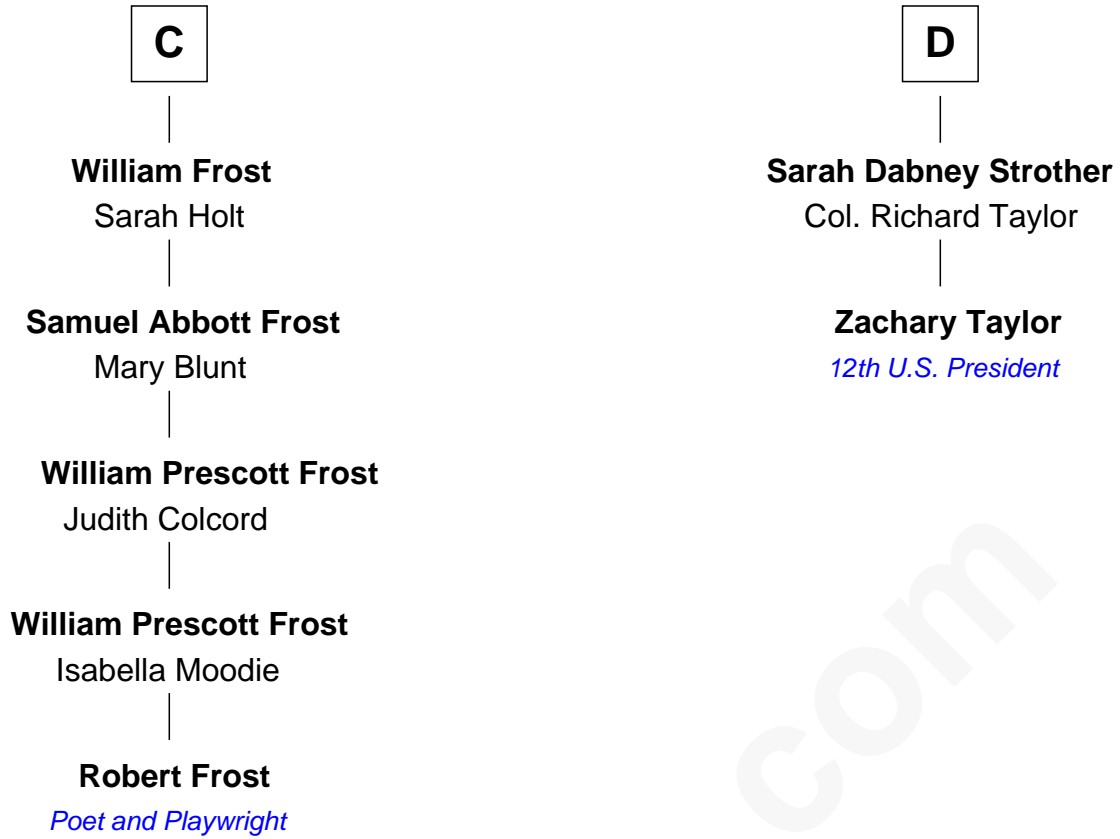 C
William Frost
Sarah Holt
Samuel Abbott Frost
Mary Blunt
William Prescott Frost
Judith Colcord
William Prescott Frost
Isabella Moodie
Robert Frost
Poet and Playwright
D
Sarah Dabney Strother
Col. Richard Taylor
Zachary Taylor
12th U.S. President
com